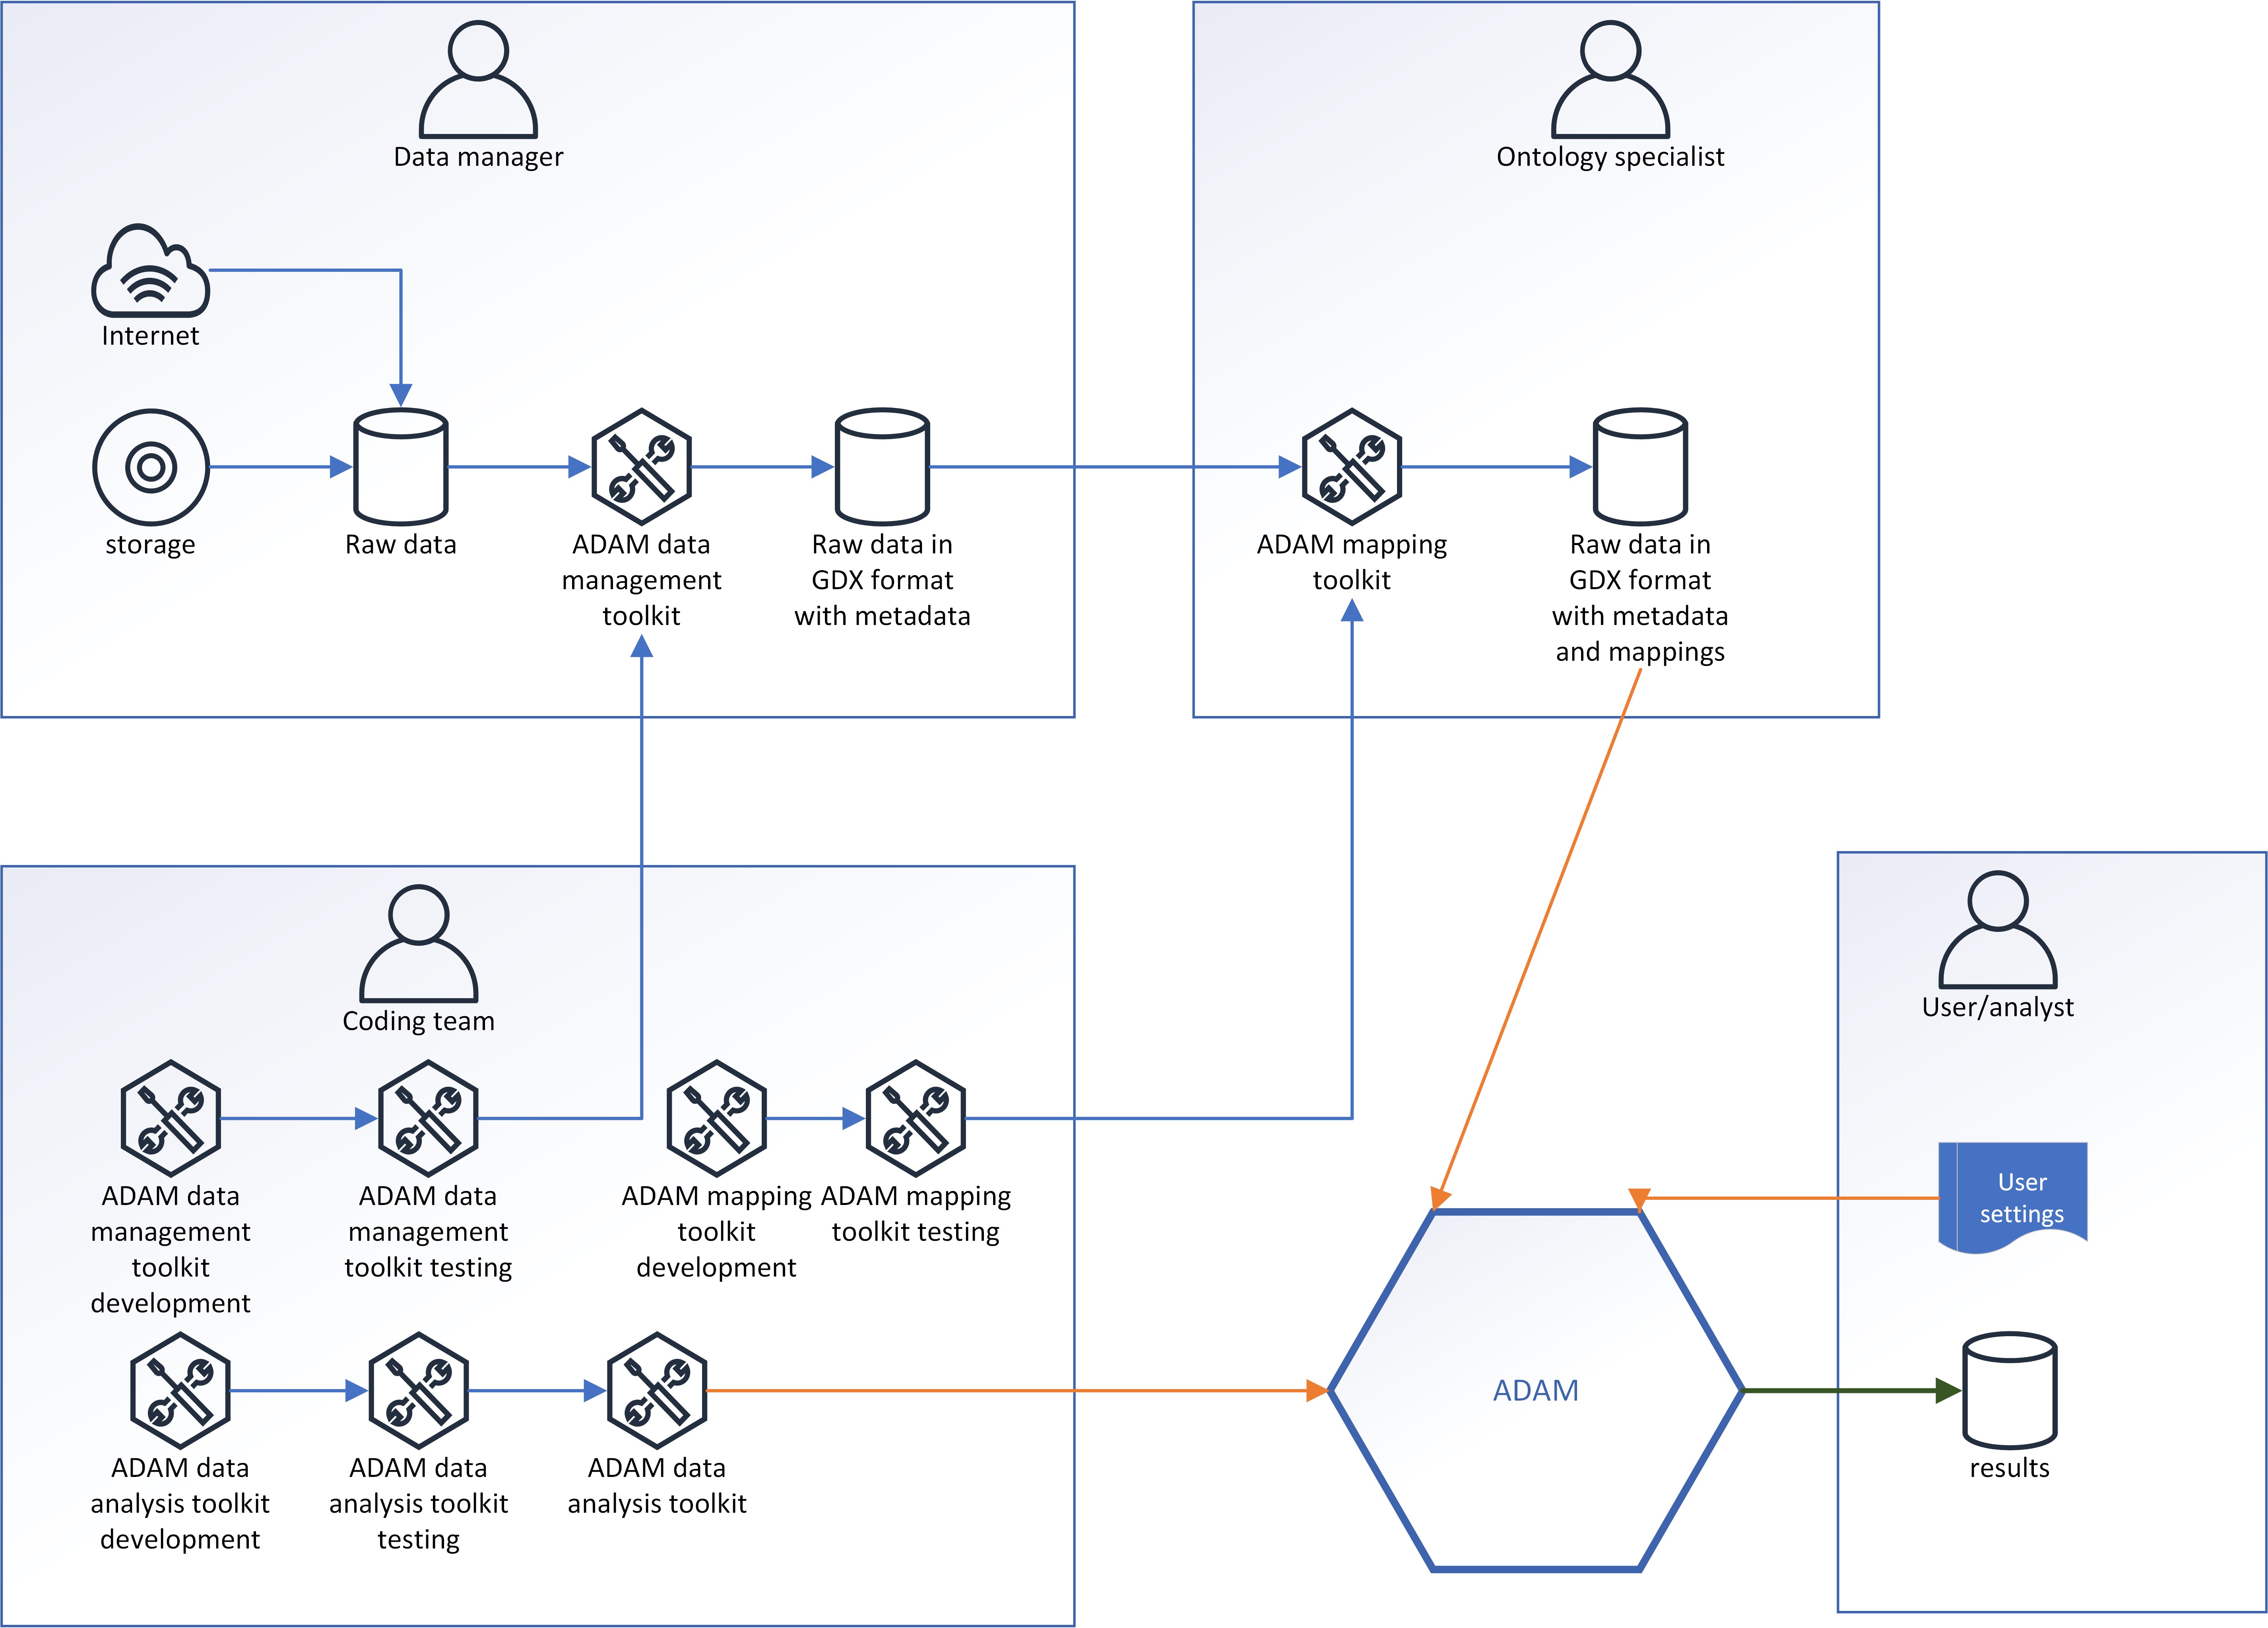 Data manager
Internet
storage
Raw data
ADAM data
management
toolkit
Raw data in
GDX format
with metadata
Ontology specialist
ADAM mapping
toolkit
Raw data in
GDX format
with metadata
and mappings
Coding team
ADAM data
management
toolkit
development
ADAM data
management
toolkit testing
ADAM mapping
toolkit
development
ADAM mapping
toolkit testing
ADAM data
analysis toolkit
development
ADAM data
analysis toolkit
testing
ADAM data
analysis toolkit
ADAM
User/analyst
User
settings
results